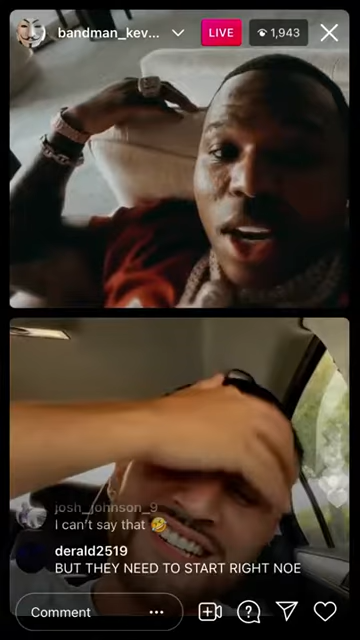 bandman_kev...
LIVE
1,943
josh_johnson_9
I can't say that 🤣
derald2519
BUT THEY NEED TO START RIGHT NOE
Comment